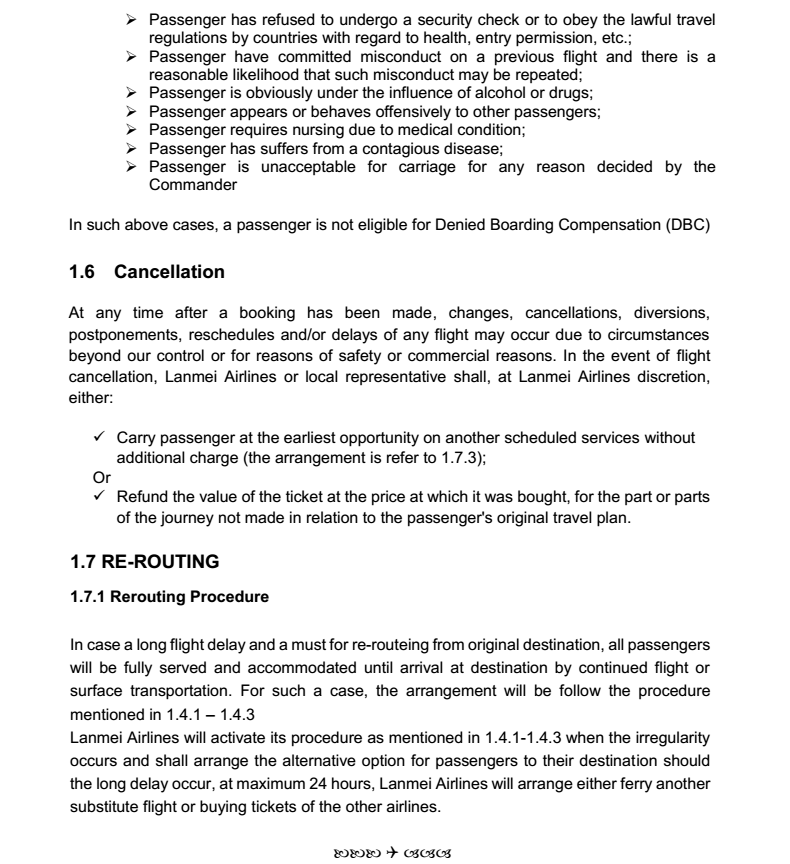 ➢ Passenger has refused to undergo a security check or to obey the lawful travel
regulations by countries with regard to health, entry permission, etc.;
➢ Passenger have committed misconduct on a previous flight and there is a
reasonable likelihood that such misconduct may be repeated;
➢ Passenger is obviously under the influence of alcohol or drugs;
➢ Passenger appears or behaves offensively to other passengers;
➢ Passenger requires nursing due to medical condition;
➢ Passenger has suffers from a contagious disease;
➢ Passenger is unacceptable for carriage for any reason decided by the
Commander
In such above cases, a passenger is not eligible for Denied Boarding Compensation (DBC)
1.6 Cancellation
At any time after a booking has been made, changes, cancellations, diversions,
postponements, reschedules and/or delays of any flight may occur due to circumstances
beyond our control or for reasons of safety or commercial reasons. In the event of flight
cancellation, Lanmei Airlines or local representative shall, at Lanmei Airlines discretion,
either:
✓ Carry passenger at the earliest opportunity on another scheduled services without
additional charge (the arrangement is refer to 1.7.3);
Or
✓ Refund the value of the ticket at the price at which it was bought, for the part or parts
of the journey not made in relation to the passenger's original travel plan.
1.7 RE-ROUTING
1.7.1 Rerouting Procedure
In case a long flight delay and a must for re-routeing from original destination, all passengers
will be fully served and accommodated until arrival at destination by continued flight or
surface transportation. For such a case, the arrangement will be follow the procedure
mentioned in 1.4.1 – 1.4.3
Lanmei Airlines will activate its procedure as mentioned in 1.4.1-1.4.3 when the irregularity
occurs and shall arrange the alternative option for passengers to their destination should
the long delay occur, at maximum 24 hours, Lanmei Airlines will arrange either ferry another
substitute flight or buying tickets of the other airlines.